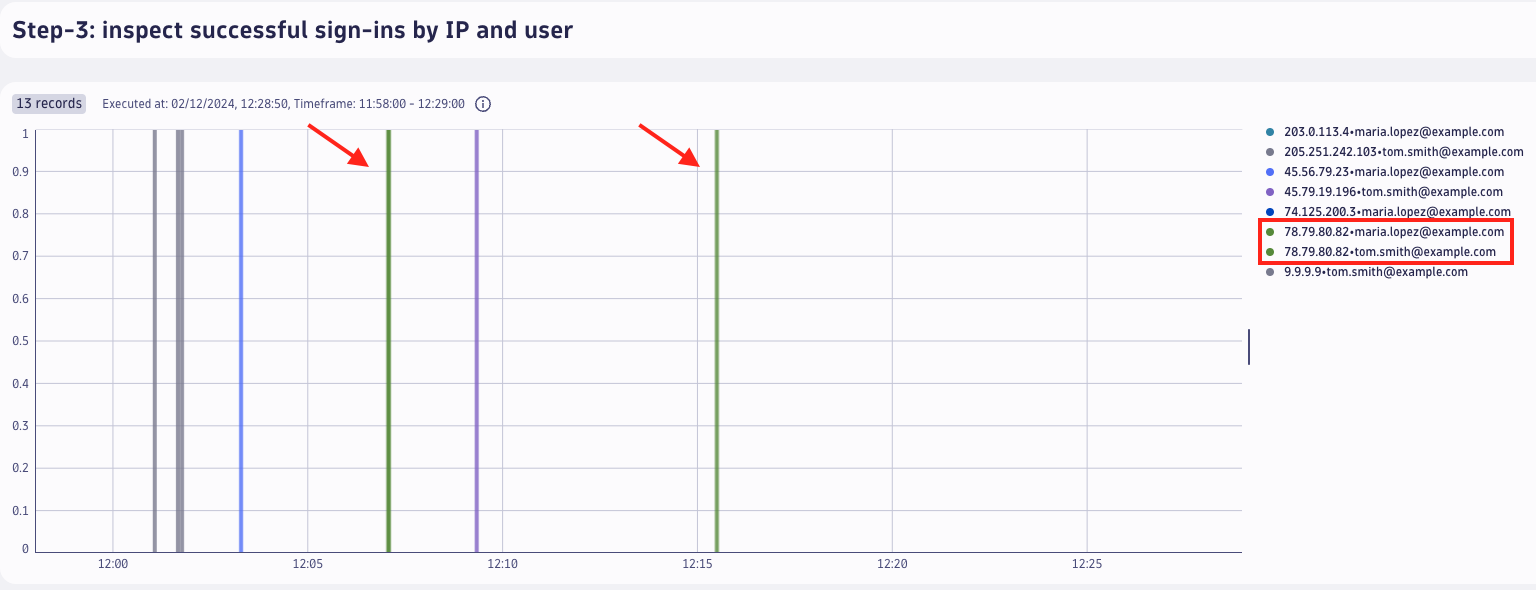 Step-3: inspect successful sign-ins by IP and user
13 records Executed at: 02/12/2024, 12:28:50, Timeframe: 11:58:00 - 12:29:00
1
0.9
0.8
0.7
0.6
0.5
0.4
0.3
0.2
0.1
0
12:00 12:05 12:10 12:15 12:20 12:25
203.0.113.4•maria.lopez@example.com
205.251.242.103•tom.smith@example.com
45.56.79.23•maria.lopez@example.com
45.79.19.196•tom.smith@example.com
74.125.200.3•maria.lopez@example.com
78.79.80.82•maria.lopez@example.com
78.79.80.82•tom.smith@example.com
9.9.9.9•tom.smith@example.com